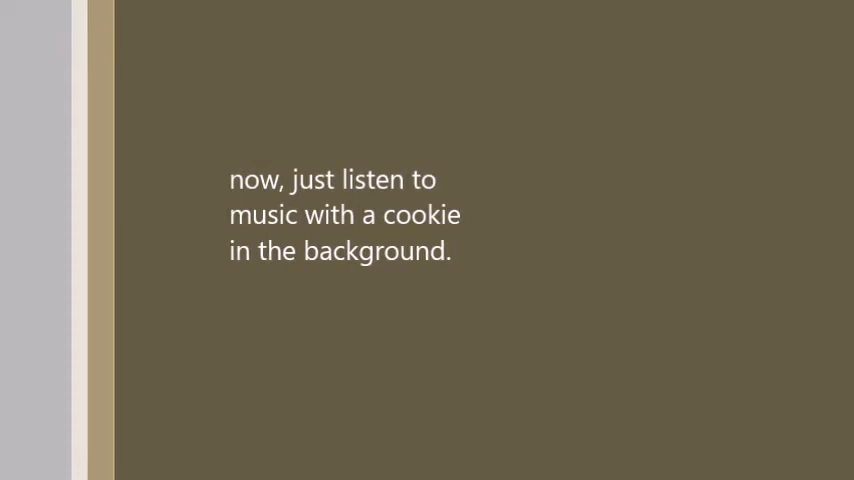 now, just listen to
music with a cookie
in the background.